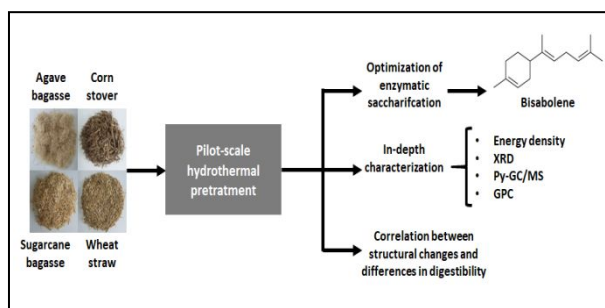 Agave
bagasse
Corn
stover
Sugarcane
bagasse
Wheat
straw
Pilot-scale
hydrothermal
pretreatment
Optimization of
enzymatic
saccharifcation
Bisabolene
In-depth
characterization
• Energy density
• XRD
• Py-GC/MS
• GPC
Correlation between
structural changes and
differences in digestibility